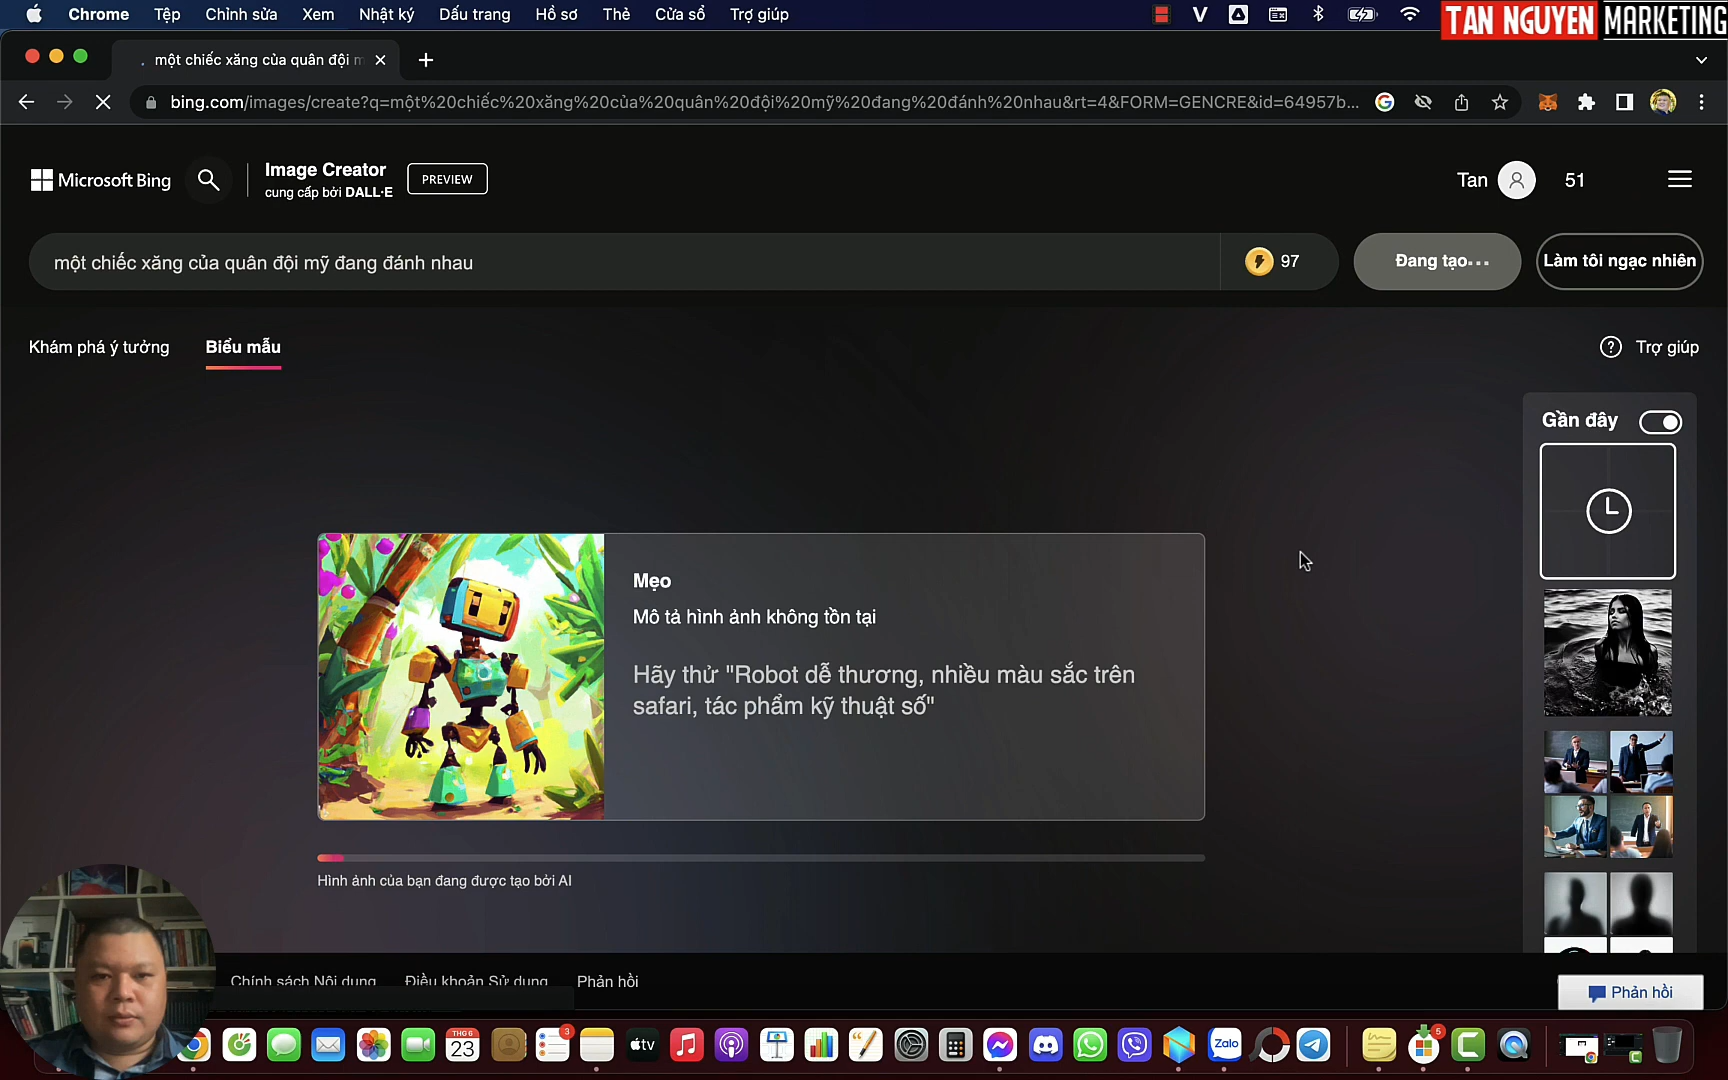 Chrome Tệp Chỉnh sửa Xem Nhật ký Dấu trang Hồ sơ Thẻ Cửa sổ Trợ giúp
TAN NGUYEN MARKETING
một chiếc xăng của quân đội m
bing.com/images/create?q=một%20chiếc%20xăng%20của%20quân%20đội%20mỹ%20đang%20đánh%20nhau&rt=4&FORM=GENCRE&id=64957b...
Microsoft Bing
Image Creator
cung cấp bởi DALL·E
PREVIEW
Tan
51
một chiếc xăng của quân đội mỹ đang đánh nhau
97
Đang tạo...
Làm tôi ngạc nhiên
Khám phá ý tưởng
Biểu mẫu
Trợ giúp
Gần đây
Mẹo
Mô tả hình ảnh không tồn tại
Hãy thử "Robot dễ thương, nhiều màu sắc trên
safari, tác phẩm kỹ thuật số"
Hình ảnh của bạn đang được tạo bởi AI
Chính sách Nội dung
Điều khoản Sử dụng
Phản hồi
Phản hồi
THG 6
23
3
tv
Zalo
5